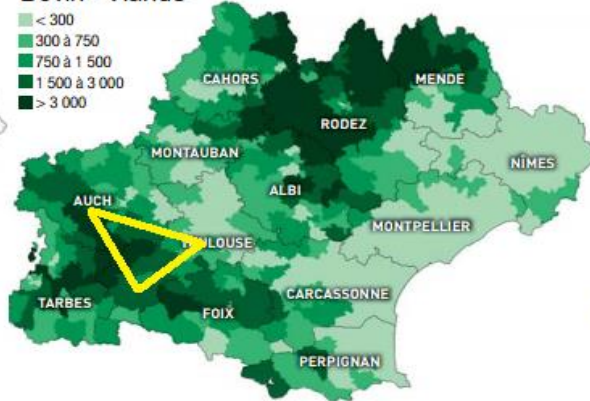 < 300
300 à 750
750 à 1 500
1 500 à 3 000
> 3 000
CAHORS
MENDE
RODEZ
MONTAUBAN
NÎMES
ALBI
AUCH
MONTPELLIER
TOULOUSE
CARCASSONNE
TARBES
FOIX
PERPIGNAN